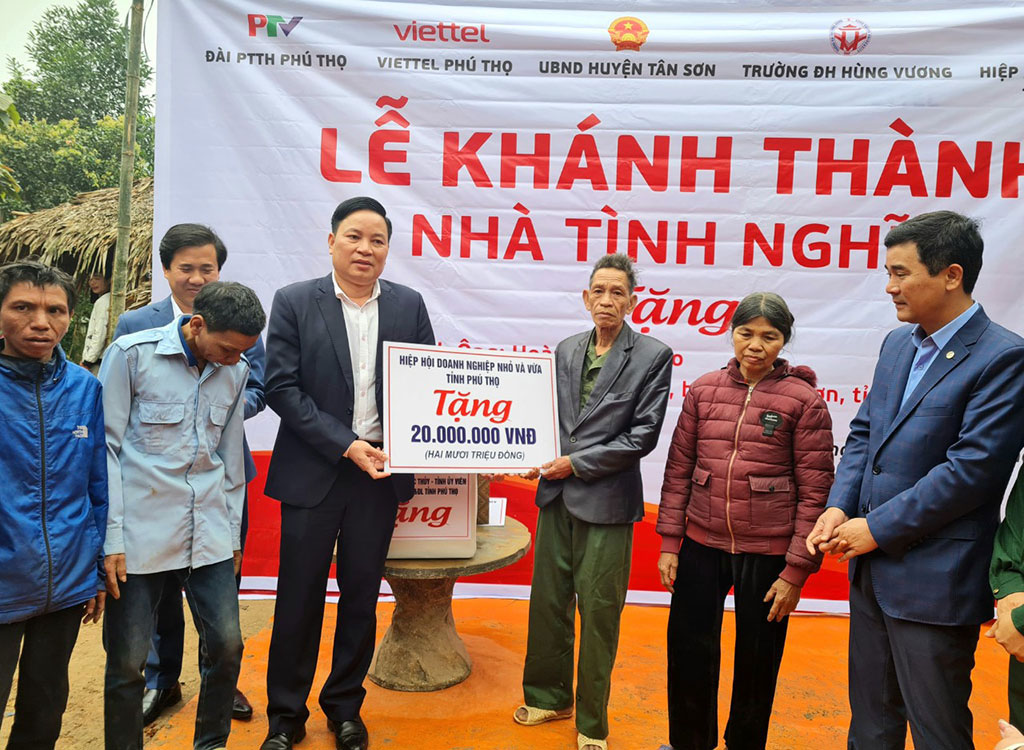 PTV
ĐÀI PTTH PHÚ THỌ
viettel
VIETTEL PHÚ THỌ
UBND HUYỆN TÂN SƠN
TRƯỜNG ĐH HÙNG VƯƠNG
HIỆP
LỄ KHÁNH THÀNH
NHÀ TÌNH NGHĨ
Tặng
HIỆP HỘI DOANH NGHIỆP NHỎ VÀ VỪA
TỈNH PHÚ THỌ
Tặng
20.000.000 VNĐ
(HAI MƯƠI TRIỆU ĐỒNG)
THÚY - TỈNH ỦY VIÊN
TỈNH PHÚ THỌ